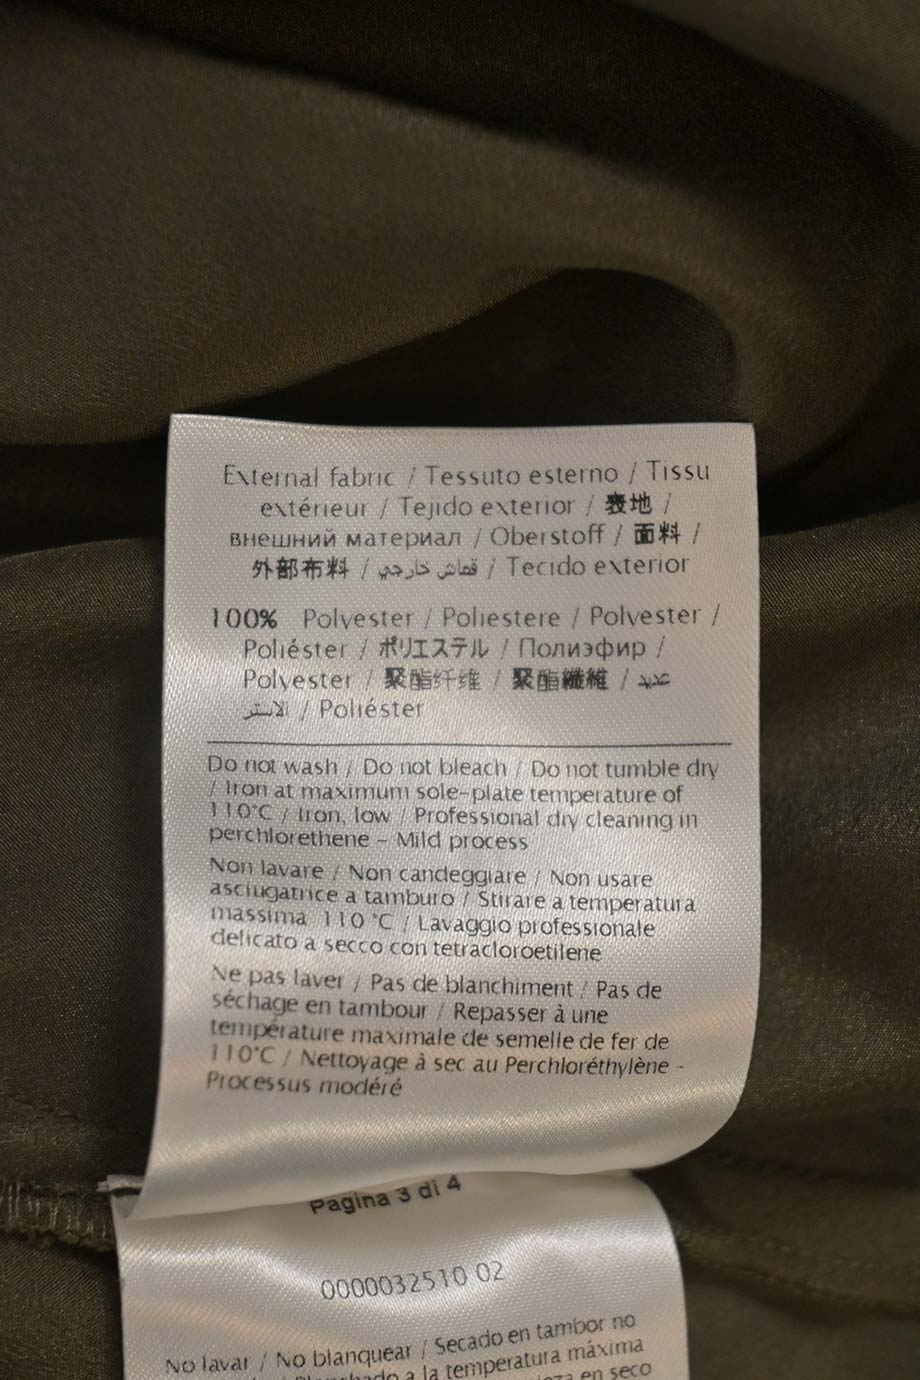 External fabric / Tessuto esterno / Tissu
extérieur / Tejido exterior / 表地 /
внешний материал / Oberstoff / 面料 /
外部布料 / قماش خارجي / Tecido exterior
100% Polyester / Poliestere / Polyester /
Poliéster / ポリエステル / Полиэфир /
Polyester / 聚酯纤维 / 聚酯纖維 / عديد
الاستر / Poliéster
Do not wash / Do not bleach / Do not tumble dry
/ Iron at maximum sole-plate temperature of
110°C / Iron, low / Professional dry cleaning in
perchlorethene - Mild process
Non lavare / Non candeggiare / Non usare
asciugatrice a tamburo / Stirare a temperatura
massima 110 °C / Lavaggio professionale
delicato a secco con tetracloroetilene
Ne pas laver / Pas de blanchiment / Pas de
séchage en tambour / Repasser à une
température maximale de semelle de fer de
110°C / Nettoyage à sec au Perchloréthylène -
Processus modéré
Pagina 3 di 4
0000032510 02
No lavar / No blanquear / Secado en tambor no
a la temperatura máxima
en seco